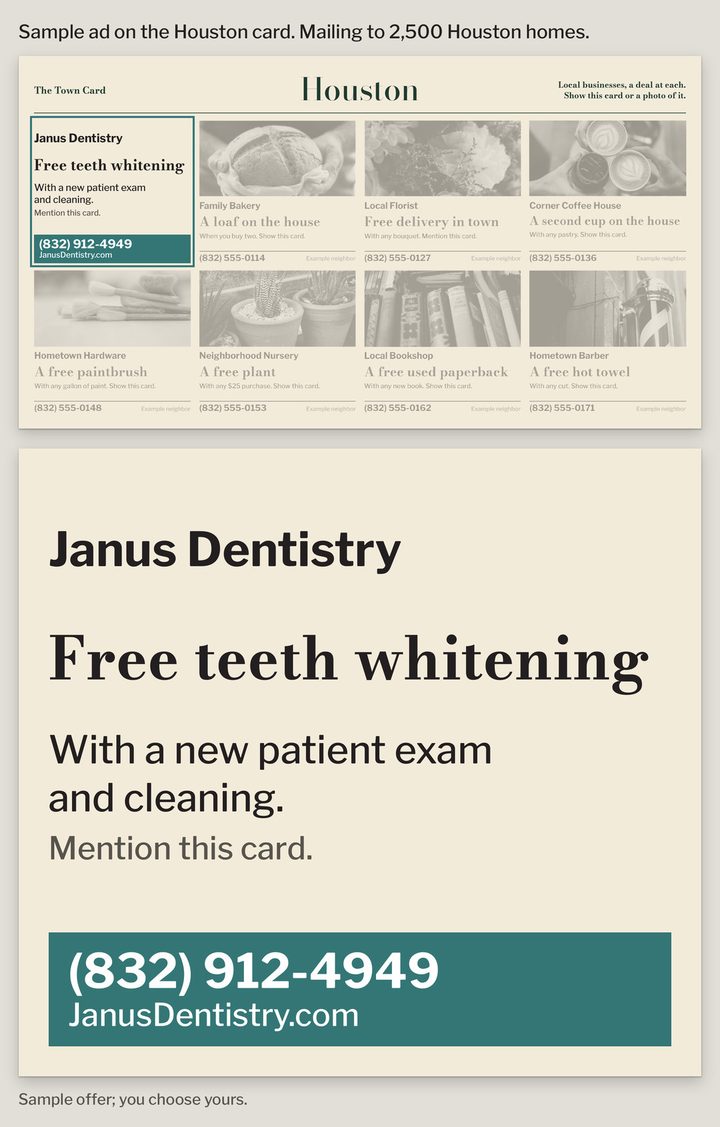 Sample ad on the Houston card. Mailing to 2,500 Houston homes.
The Town Card
Houston
Local businesses, a deal at each.
Show this card or a photo of it.
Janus Dentistry
Free teeth whitening
With a new patient exam
and cleaning.
Mention this card.
(832) 912-4949
JanusDentistry.com
Family Bakery
A loaf on the house
When you buy two. Show this card.
(832) 555-0114
Example neighbor
Local Florist
Free delivery in town
With any bouquet. Mention this card.
(832) 555-0127
Example neighbor
Corner Coffee House
A second cup on the house
With any pastry. Show this card.
(832) 555-0136
Example neighbor
Hometown Hardware
A free paintbrush
With any gallon of paint. Show this card.
(832) 555-0148
Example neighbor
Neighborhood Nursery
A free plant
With any $25 purchase. Show this card.
(832) 555-0153
Example neighbor
Local Bookshop
A free used paperback
With any new book. Show this card.
(832) 555-0162
Example neighbor
Hometown Barber
A free hot towel
With any cut. Show this card.
(832) 555-0171
Example neighbor
Janus Dentistry
Free teeth whitening
With a new patient exam
and cleaning.
Mention this card.
(832) 912-4949
JanusDentistry.com
Sample offer; you choose yours.